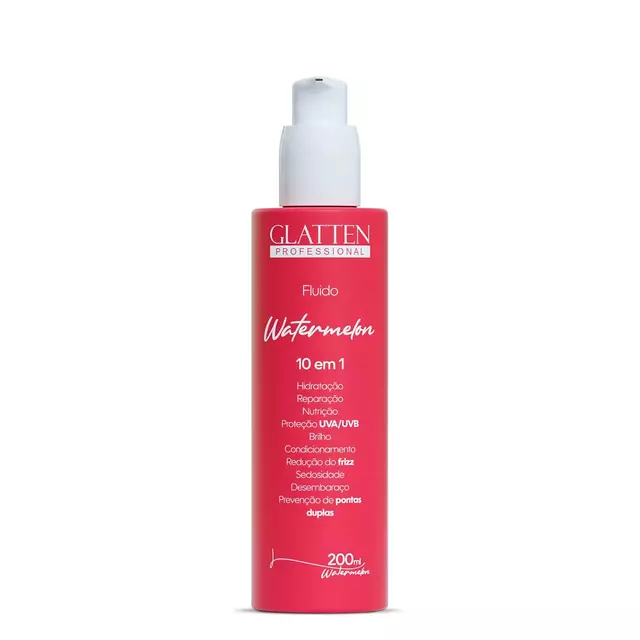 GLATTEN
PROFESSIONAL
Fluido
Watermelon
10 em 1
Hidratação
Reparação
Nutrição
Proteção UVA/UVB
Brilho
Condicionamento
Redução do frizz
Sedosidade
Desembaraço
Prevenção de pontas
duplas
200ml
Watermelon